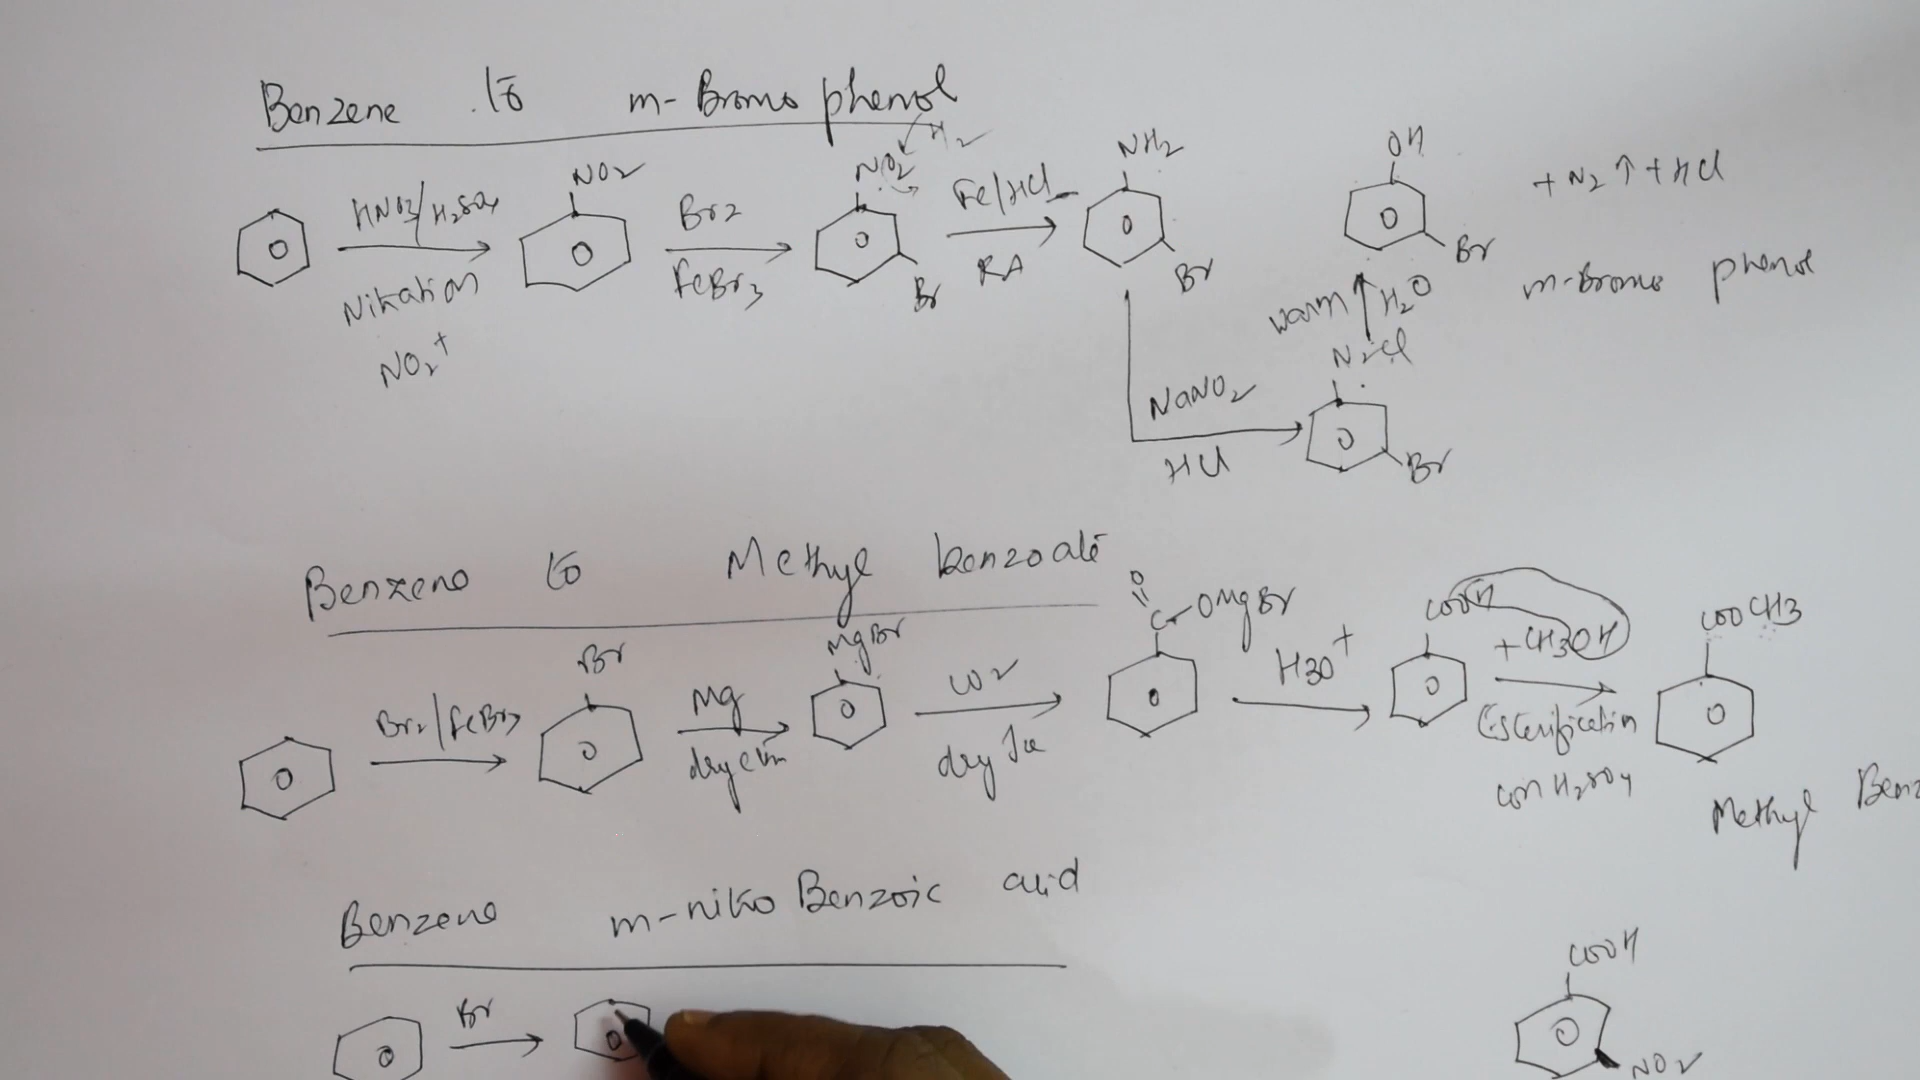 Benzene to m-Bromo phenol
NO2 HNO3/H2SO4 Br2 NO2 H2 Fe/HCl NH2 OH + N2 ↑ + HCl
Nitration FeBr3 Br RA Br warm H2O Br m-Bromo phenol
NO2+ N2Cl
NaNO2
HCl Br
Benzene to Methyl benzoate
Br MgBr O C-OMgBr COOH + CH3OH COOCH3
Br2/FeBr3 Mg CO2 H3O+ Esterification
dry dry Ice con H2SO4 Methyl
Benzene m-nitro Benzoic acid
Br COOH
NO2